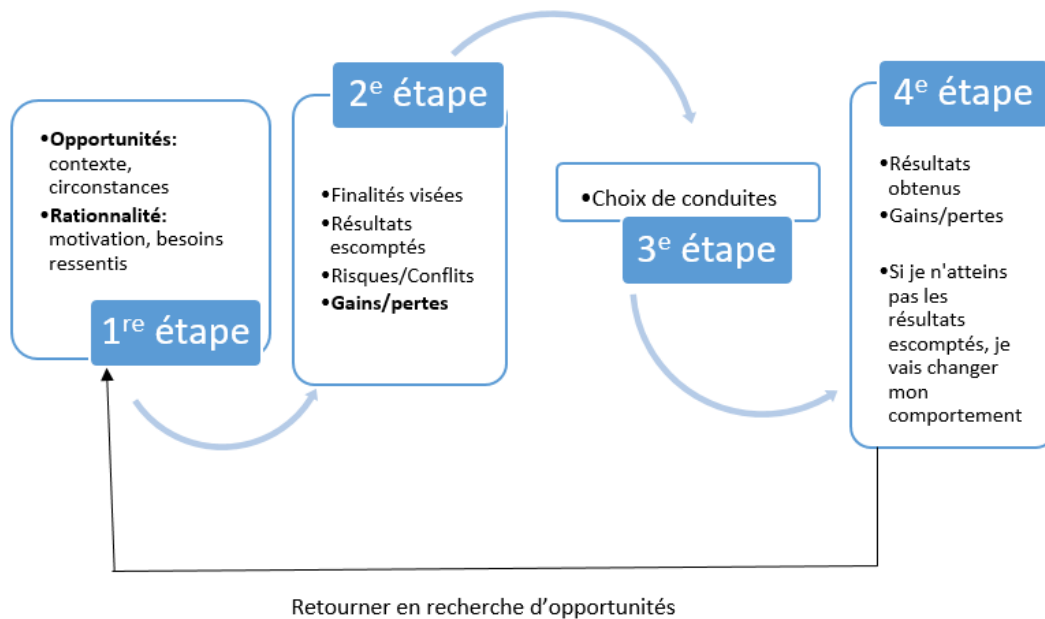 •Opportunités:
contexte,
circonstances
•Rationnalité:
motivation, besoins
ressentis
1re étape
2e étape
•Finalités visées
•Résultats
escomptés
•Risques/Conflits
•Gains/pertes
•Choix de conduites
3e étape
4e étape
•Résultats
obtenus
•Gains/pertes
•Si je n'atteins
pas les
résultats
escomptés, je
vais changer
mon
comportement
Retourner en recherche d’opportunités